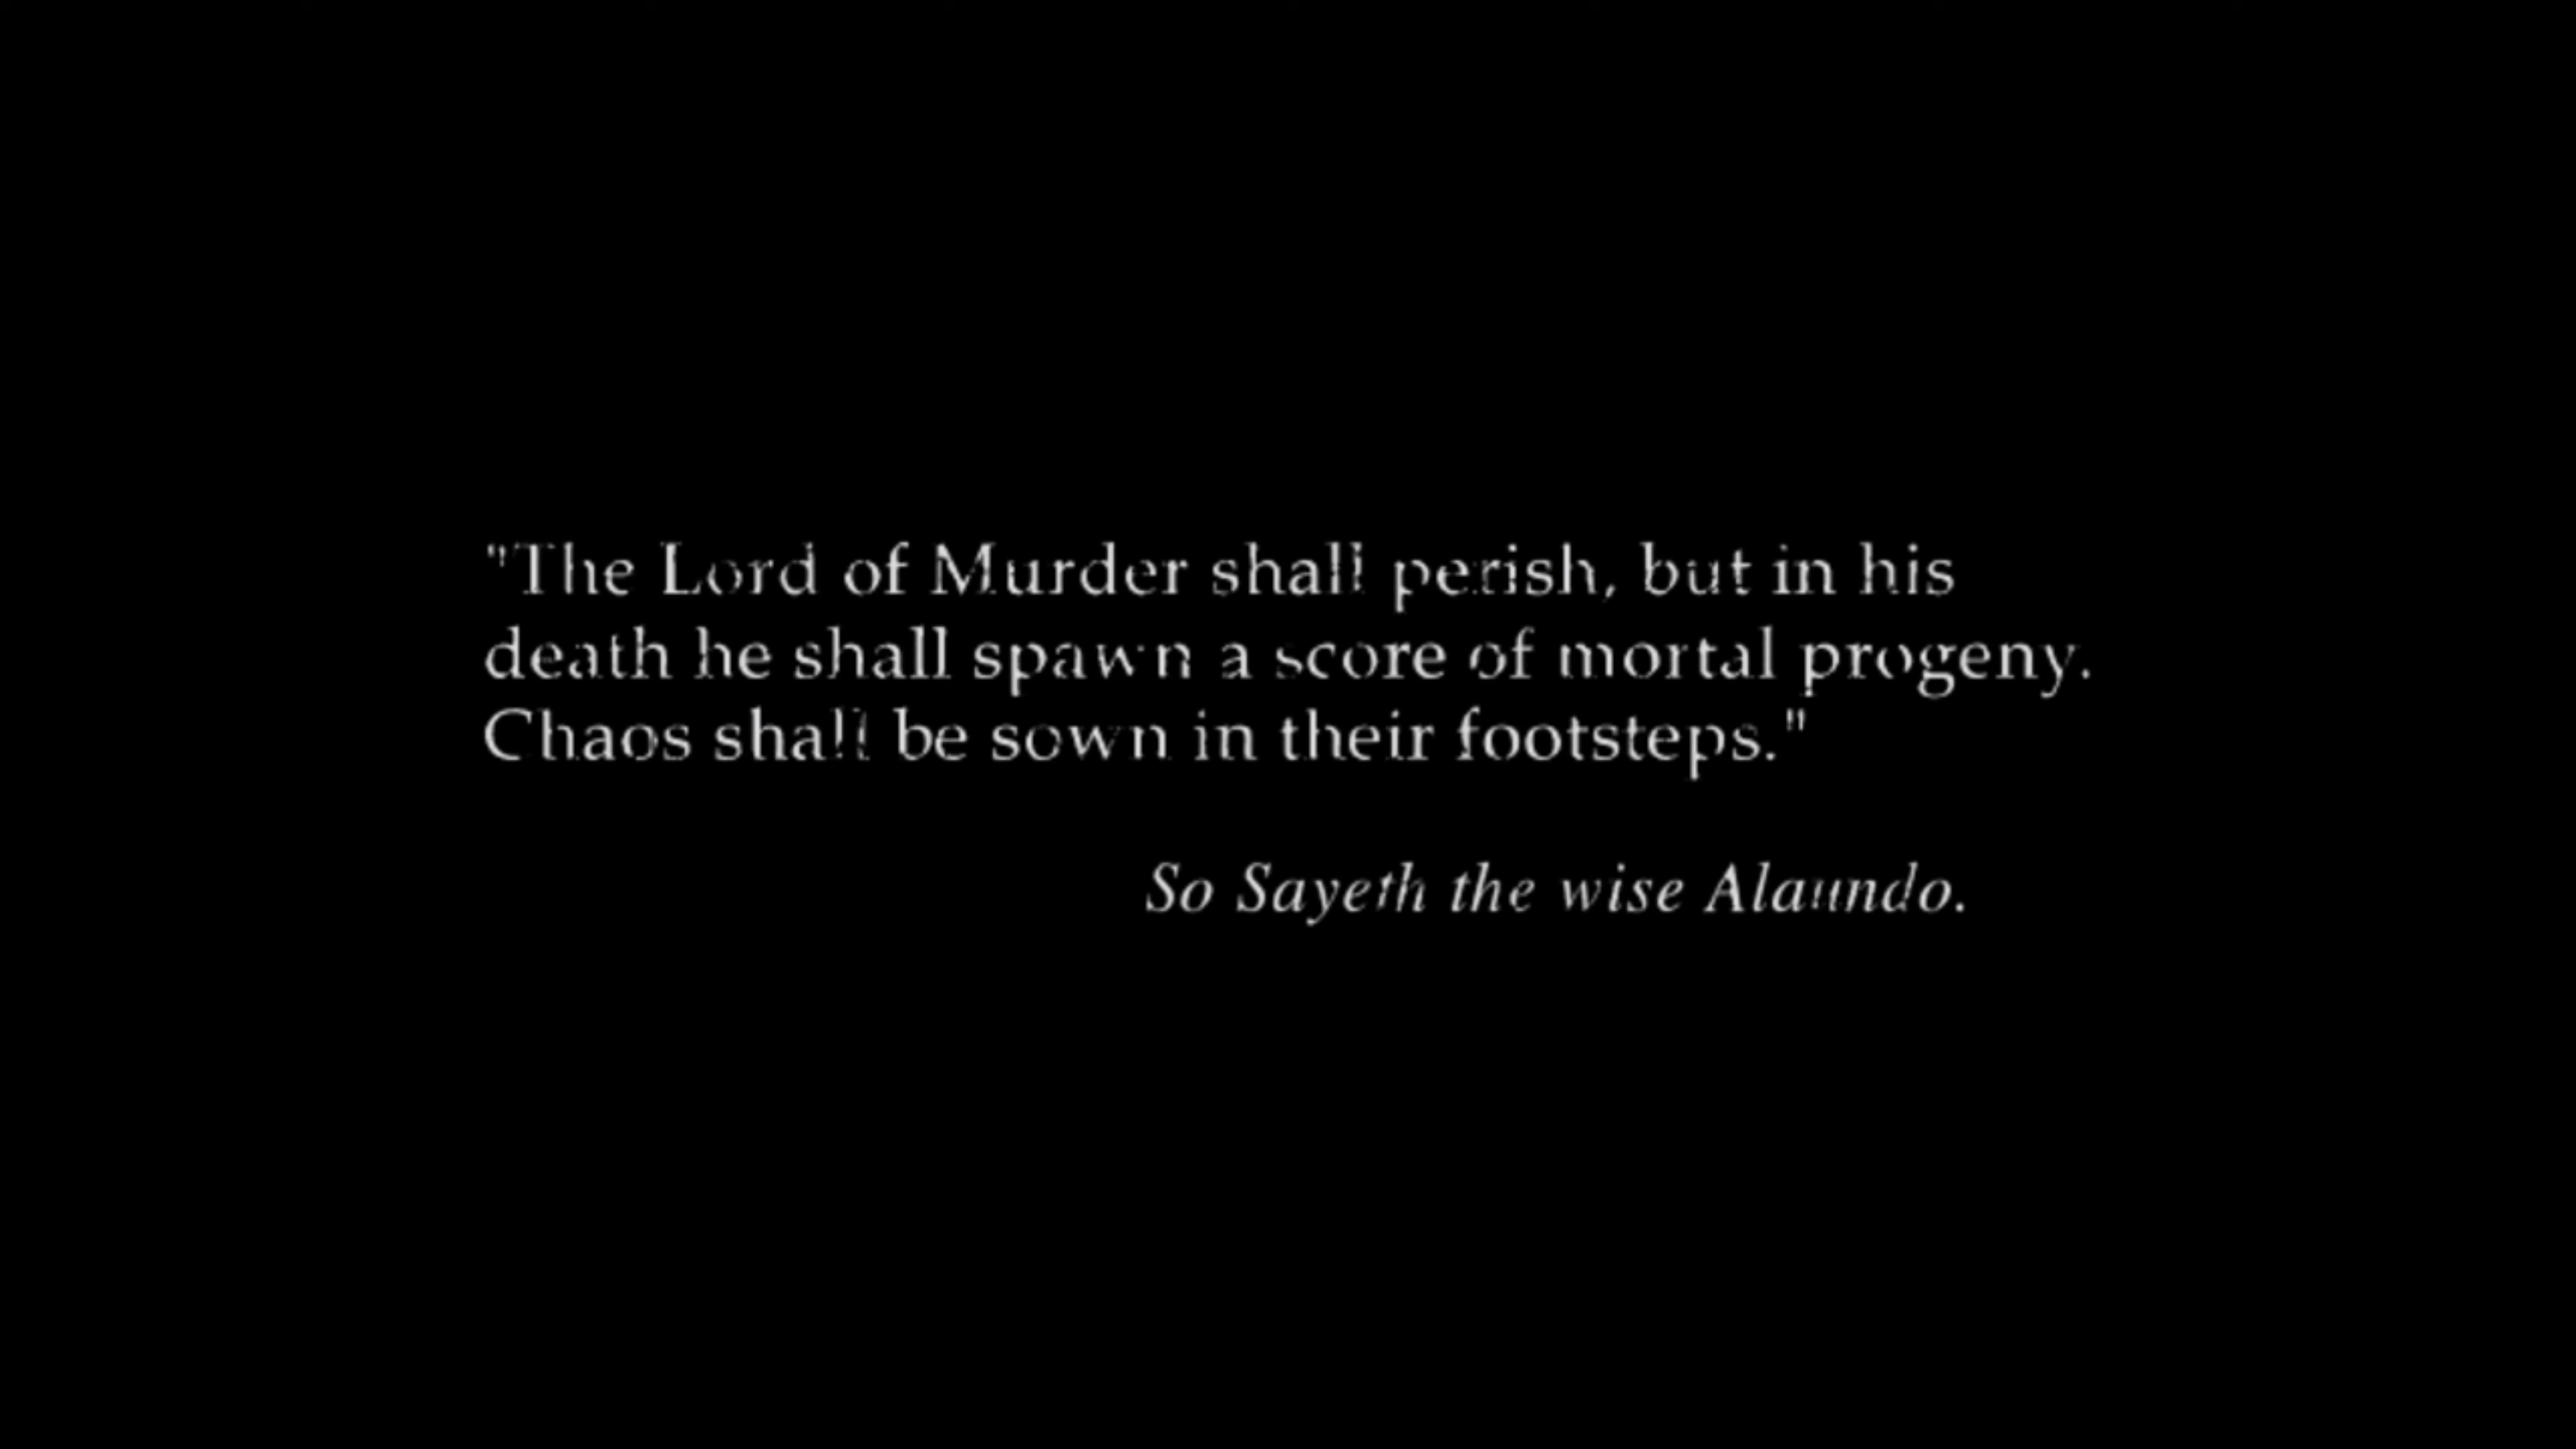 "The Lord of Murder shall perish, but in his
death he shall spawn a score of mortal progeny.
Chaos shall be sown in their footsteps."
So Sayeth the wise Alaundo.